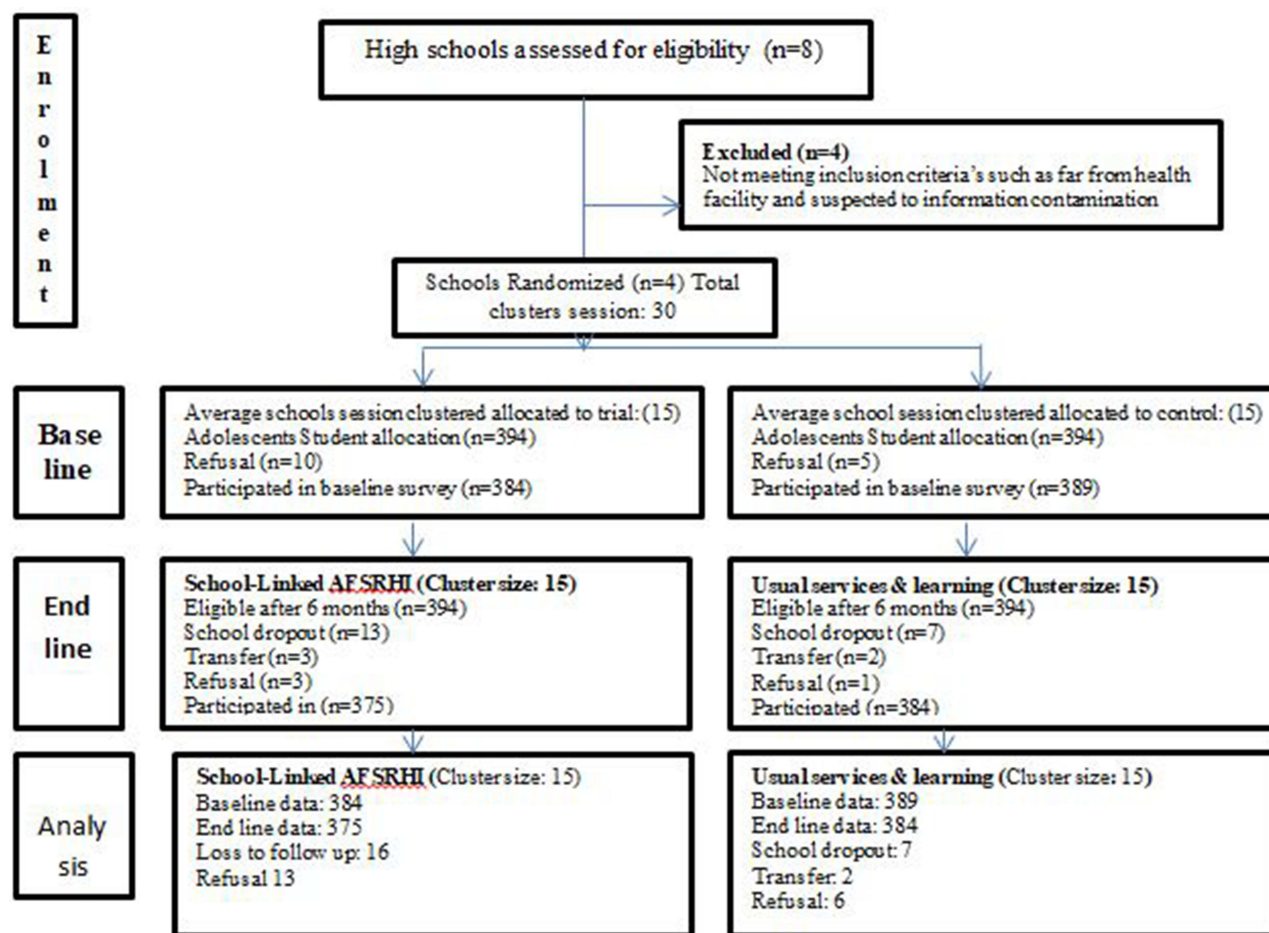 Enrolment
High schools assessed for eligibility (n=8)
Excluded (n=4)
Not meeting inclusion criteria's such as far from health
facility and suspected to information contamination
Schools Randomized (n=4) Total
clusters session: 30
Base
line
Average schools session clustered allocated to trial: (15)
Adolescents Student allocation (n=394)
Refusal (n=10)
Participated in baseline survey (n=384)
Average school session clustered allocated to control: (15)
Adolescents Student allocation (n=394)
Refusal (n=5)
Participated in baseline survey (n=389)
End
line
School-Linked AFSRHI (Cluster size: 15)
Eligible after 6 months (n=394)
School dropout (n=13)
Transfer (n=3)
Refusal (n=3)
Participated in (n=375)
Usual services & learning (Cluster size: 15)
Eligible after 6 months (n=394)
School dropout (n=7)
Transfer (n=2)
Refusal (n=1)
Participated (n=384)
Analy
sis
School-Linked AFSRHI (Cluster size: 15)
Baseline data: 384
End line data: 375
Loss to follow up: 16
Refusal 13
Usual services & learning (Cluster size: 15)
Baseline data: 389
End line data: 384
School dropout: 7
Transfer: 2
Refusal: 6